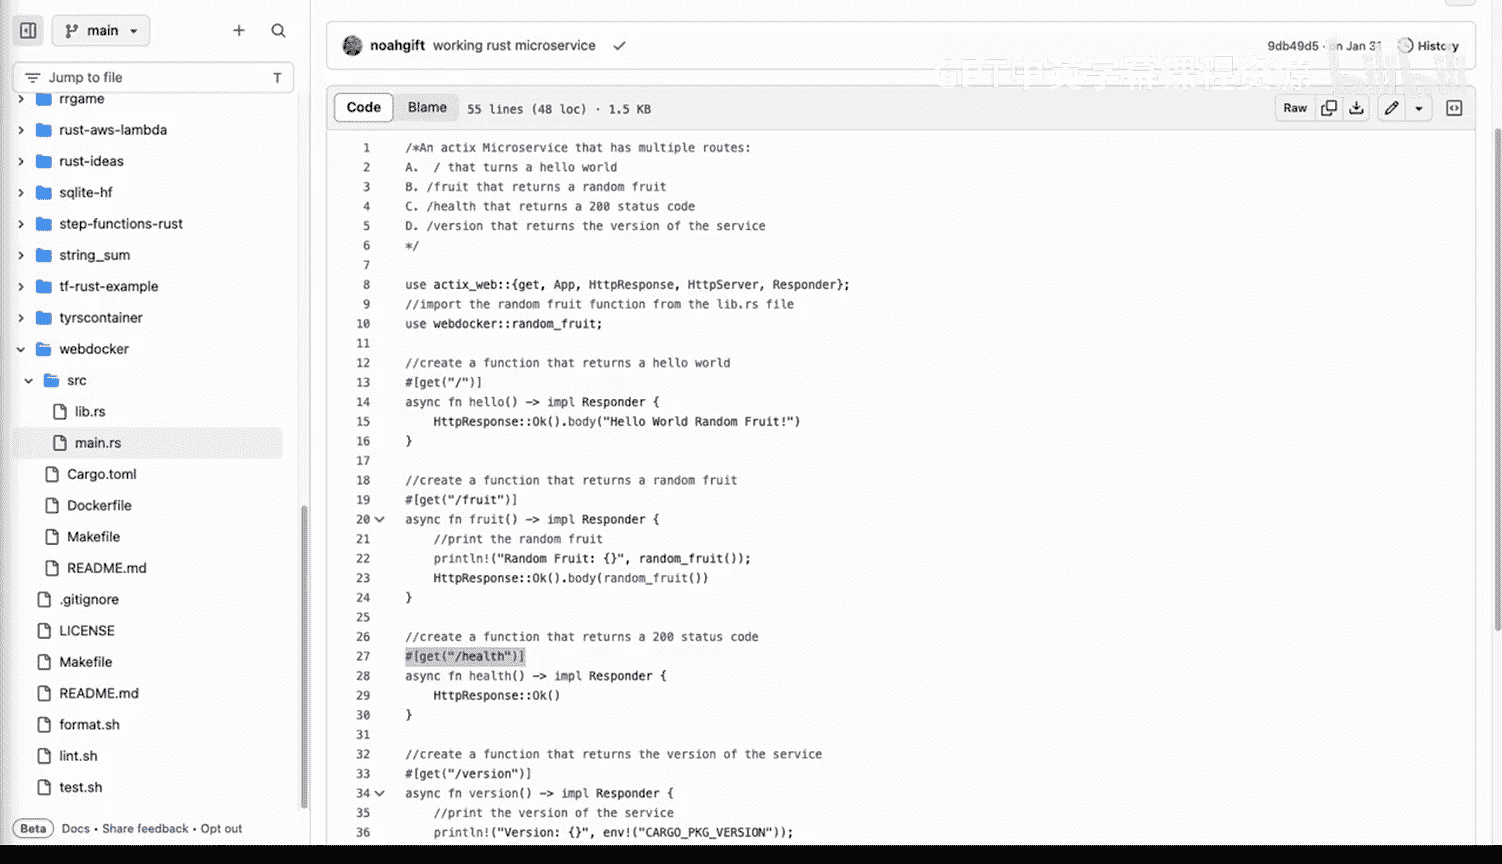 main
Jump to file
T
rrgame
rust-aws-lambda
rust-ideas
sqlite-hf
step-functions-rust
string_sum
tf-rust-example
tyrscontainer
webdocker
src
lib.rs
main.rs
Cargo.toml
Dockerfile
Makefile
README.md
.gitignore
LICENSE
Makefile
README.md
format.sh
lint.sh
test.sh
Beta Docs • Share feedback • Opt out
noahgift working rust microservice
9db49d5 · on Jan 31 History
GPT中英字幕课程资源
Code Blame 55 lines (48 loc) · 1.5 KB
Raw
1 /*An actix Microservice that has multiple routes:
2 A.  / that turns a hello world
3 B. /fruit that returns a random fruit
4 C. /health that returns a 200 status code
5 D. /version that returns the version of the service
6 */
7
8 use actix_web::{get, App, HttpResponse, HttpServer, Responder};
9 //import the random fruit function from the lib.rs file
10 use webdocker::random_fruit;
11
12 //create a function that returns a hello world
13 #[get("/")]
14 async fn hello() -> impl Responder {
15     HttpResponse::Ok().body("Hello World Random Fruit!")
16 }
17
18 //create a function that returns a random fruit
19 #[get("/fruit")]
20 async fn fruit() -> impl Responder {
21     //print the random fruit
22     println!("Random Fruit: {}", random_fruit());
23     HttpResponse::Ok().body(random_fruit())
24 }
25
26 //create a function that returns a 200 status code
27 #[get("/health")]
28 async fn health() -> impl Responder {
29     HttpResponse::Ok()
30 }
31
32 //create a function that returns the version of the service
33 #[get("/version")]
34 async fn version() -> impl Responder {
35     //print the version of the service
36     println!("Version: {}", env!("CARGO_PKG_VERSION"));